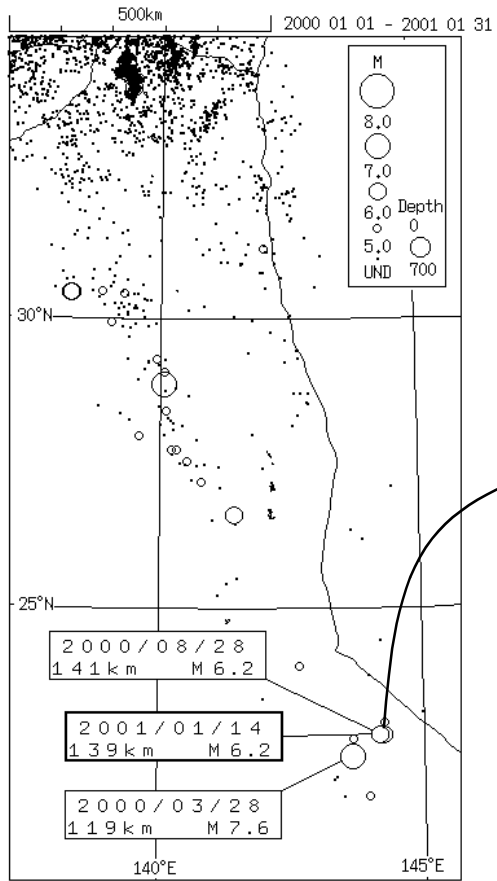 500km
2000 01 01 - 2001 01 31
M
8.0
7.0
6.0 Depth
0
5.0
UND 700
30°N
25°N
2000/08/28
141km M6.2
2001/01/14
139km M6.2
2000/03/28
119km M7.6
140°E
145°E